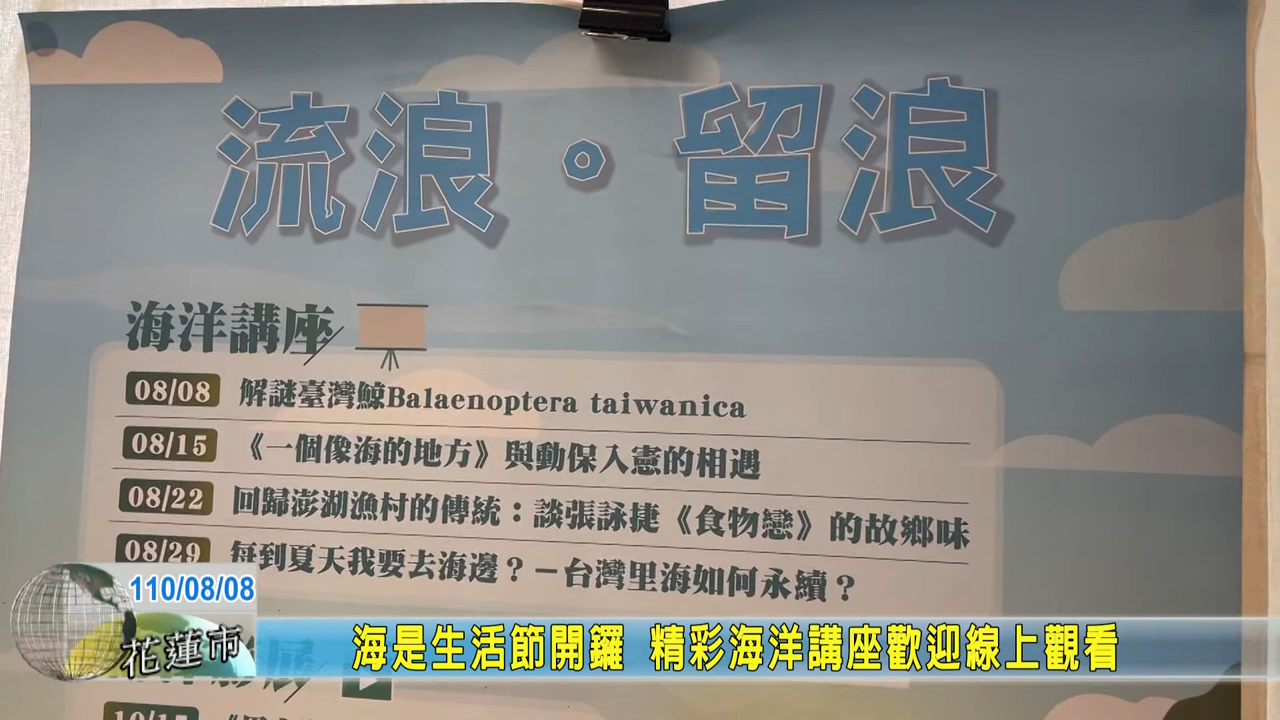 流浪。留浪
海洋講座
08/08 解謎臺灣鯨Balaenoptera taiwanica
08/15 《一個像海的地方》與動保入憲的相遇
08/22 回歸澎湖漁村的傳統：談張詠捷《食物戀》的故鄉味
08/29 每到夏天我要去海邊？－台灣里海如何永續？
110/08/08
花蓮市
海是生活節開鑼 精彩海洋講座歡迎線上觀看